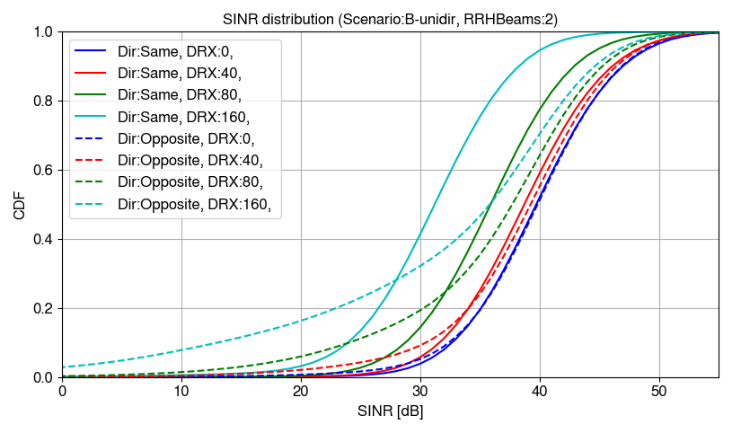 SINR distribution (Scenario:B-unidir, RRHBeams:2)
1.0
0.8
0.6
0.4
0.2
0.0
CDF
Dir:Same, DRX:0,
Dir:Same, DRX:40,
Dir:Same, DRX:80,
Dir:Same, DRX:160,
Dir:Opposite, DRX:0,
Dir:Opposite, DRX:40,
Dir:Opposite, DRX:80,
Dir:Opposite, DRX:160,
0 10 20 30 40 50
SINR [dB]